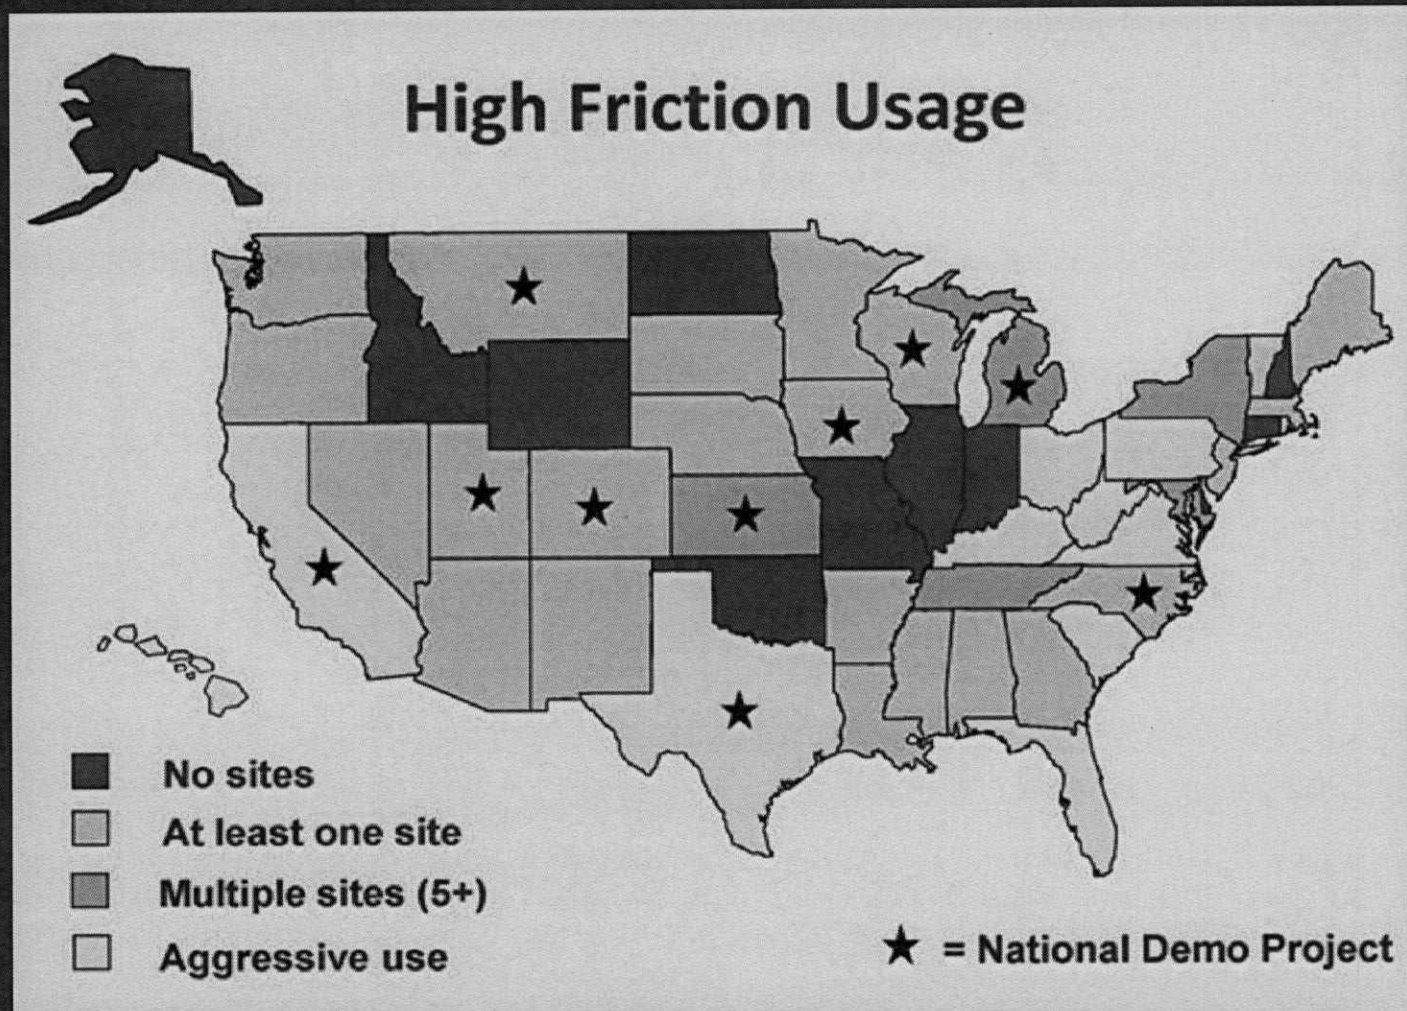 High Friction Usage
No sites
At least one site
Multiple sites (5+)
Aggressive use
★ = National Demo Project